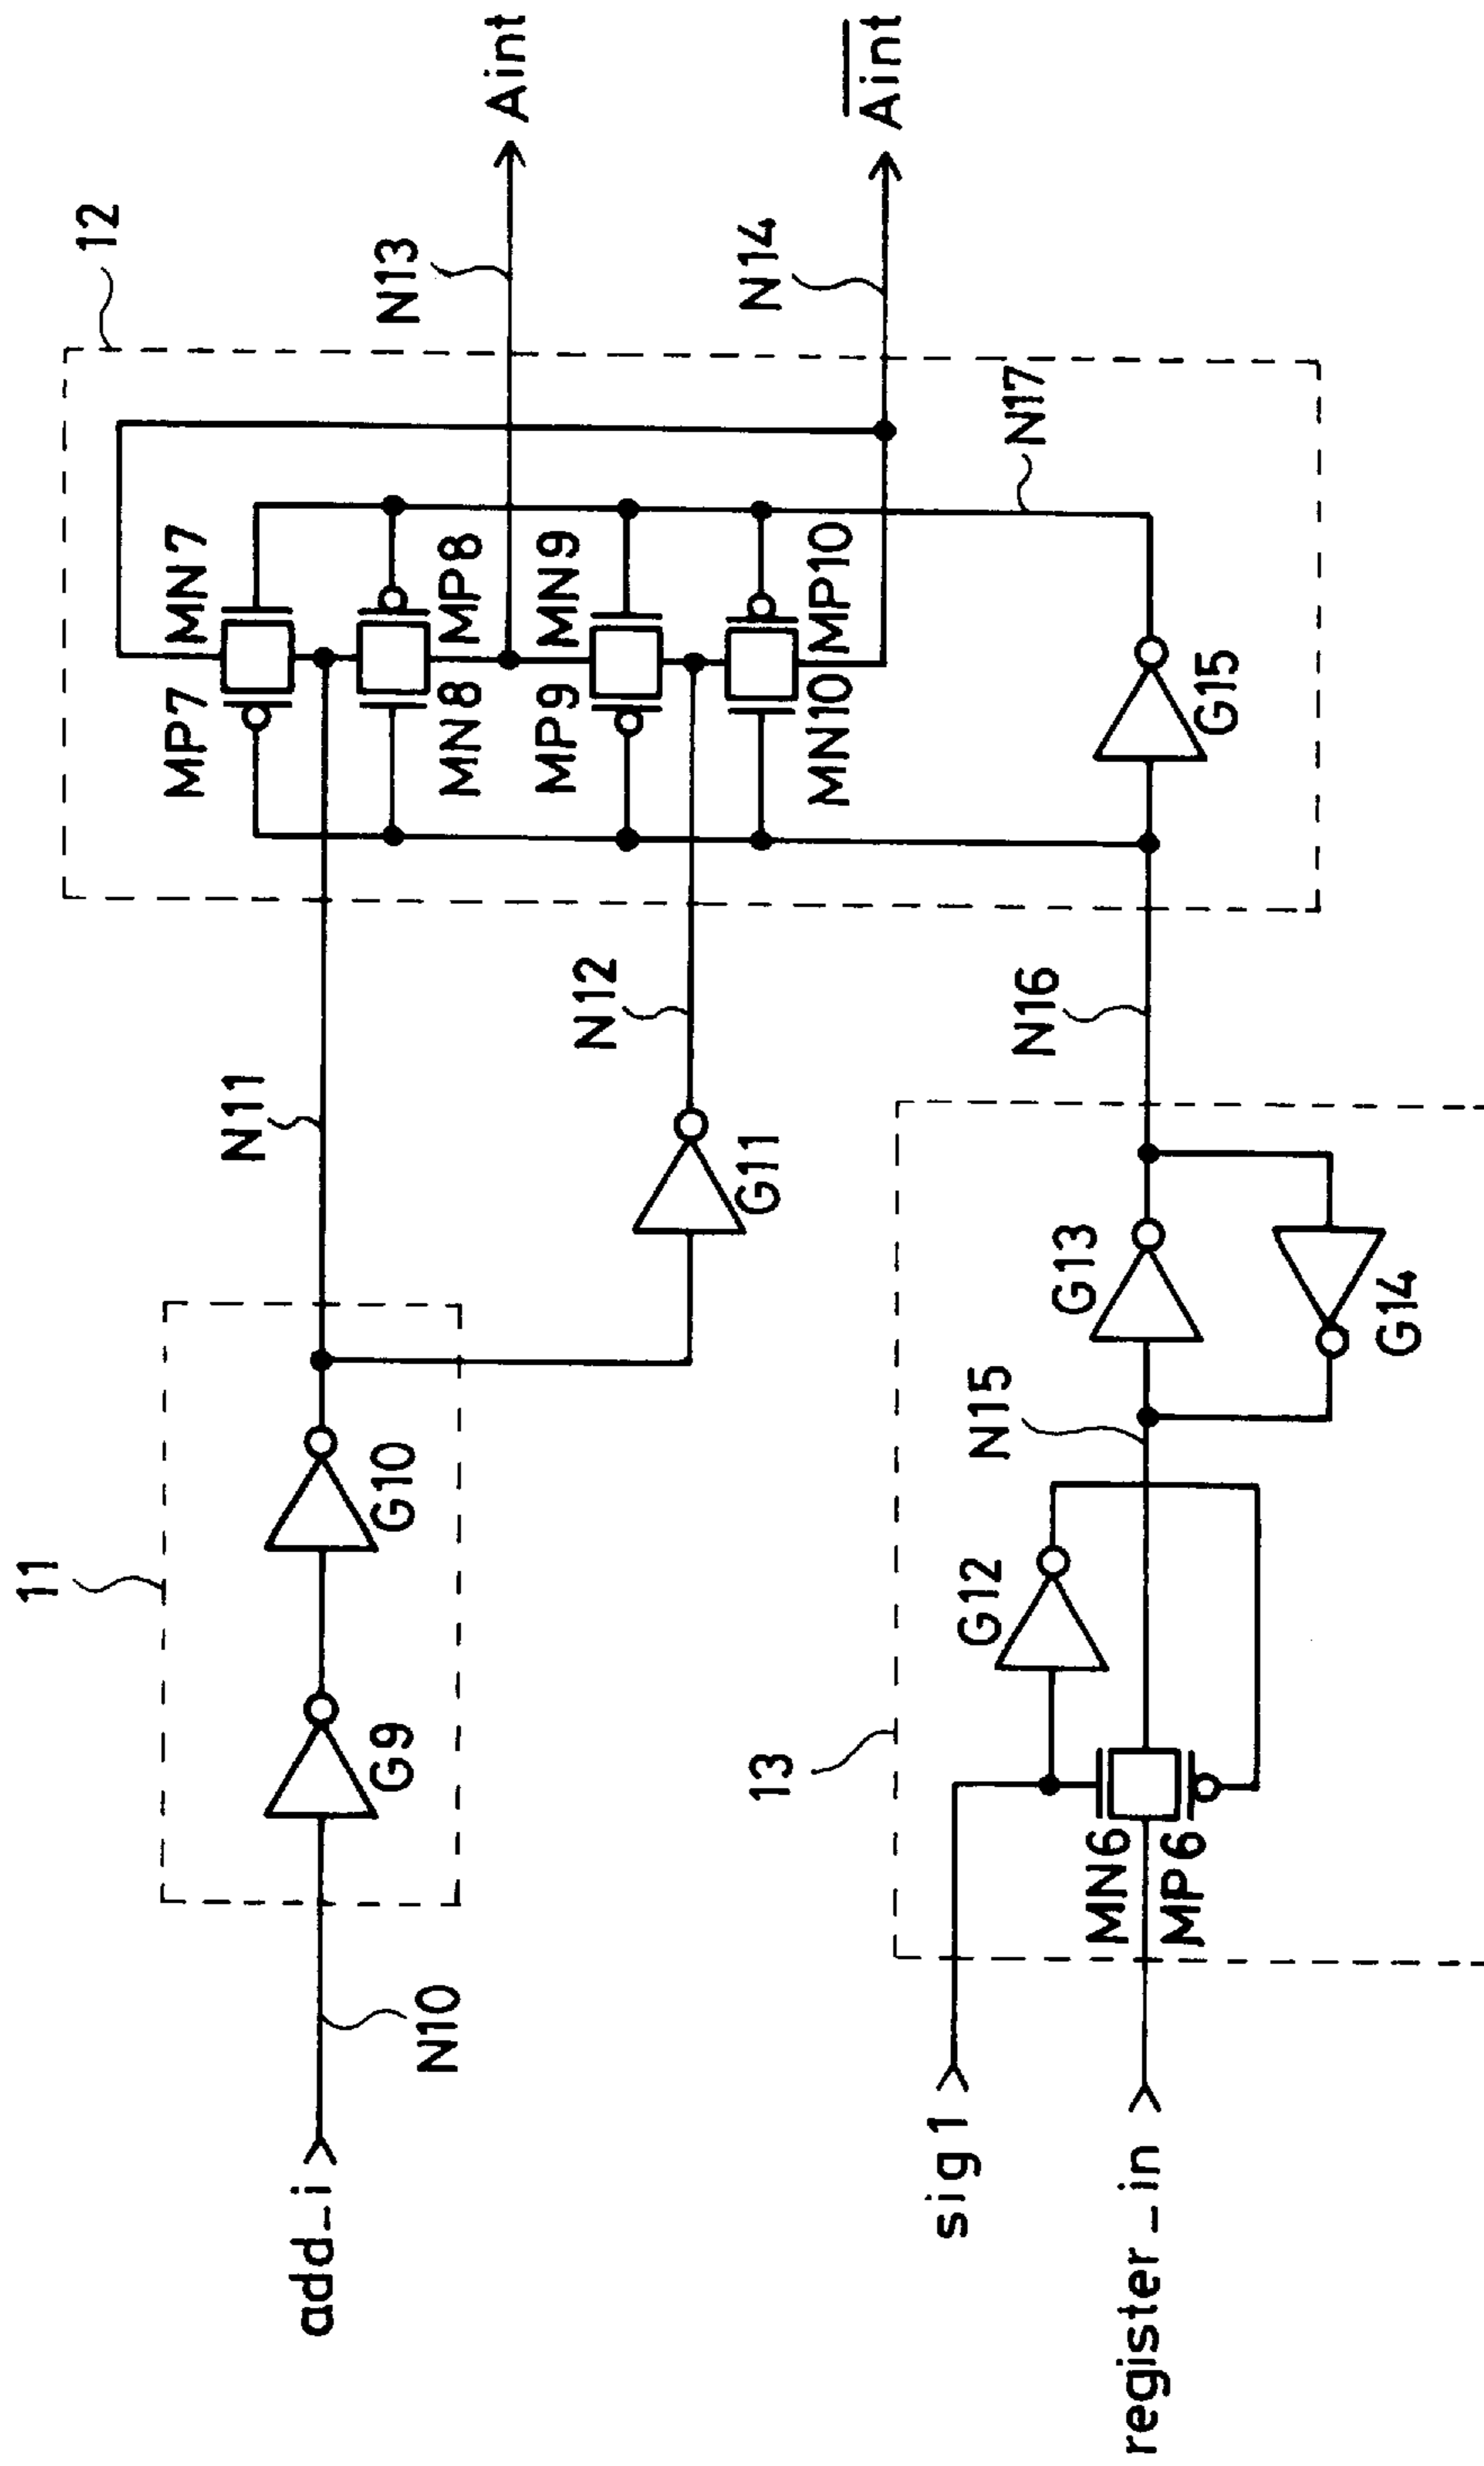 12
11
N11
Aint
add_i
N10
G9
G10
MP7
MN7
N13
MN8
MP8
N12
MP9
MN9
G11
N14
MN10
MP10
Aint
13
G12
sig1
N15
N16
N17
G13
MN6
register_in
MP6
G15
G14